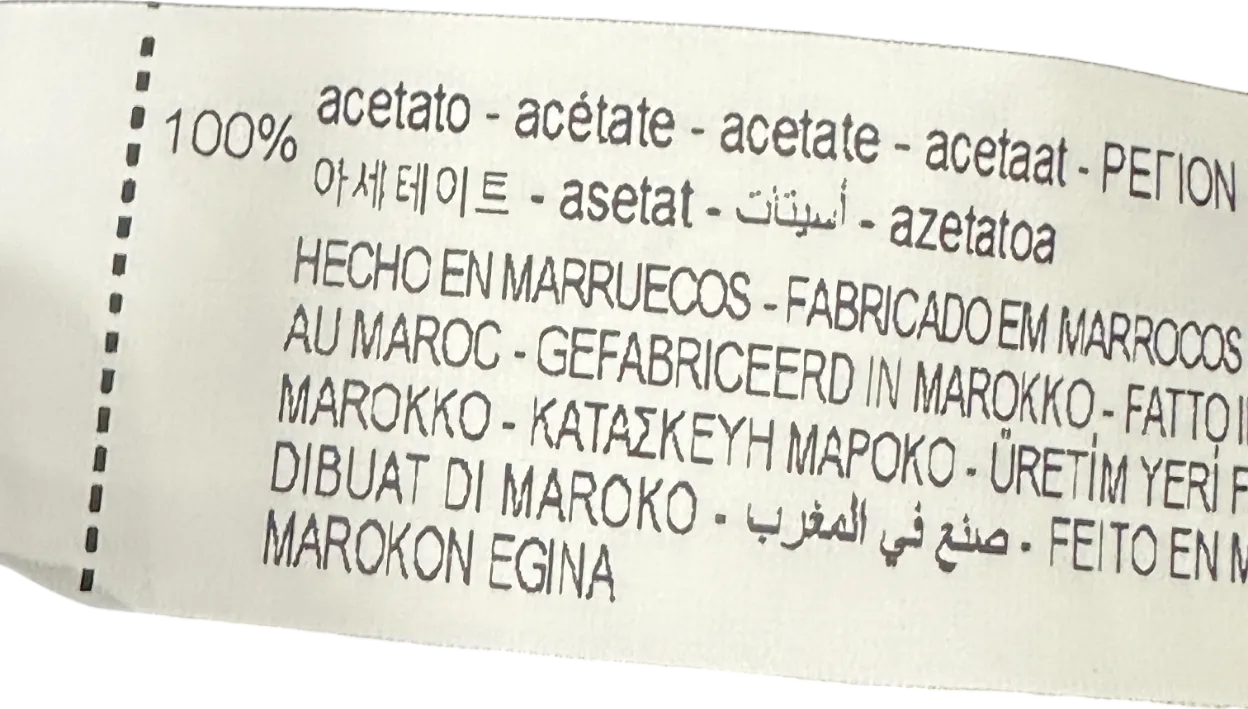 100% acetato - acétate - acetate - acetaat - ΡΕΓΙΟΝ
아세테이트 - asetat - أسيتات - azetatoa
HECHO EN MARRUECOS - FABRICADO EM MARROCOS
AU MAROC - GEFABRICEERD IN MAROKKO - FATTO
MAROKKO - ΚΑΤΑΣΚΕΥΗ ΜΑΡΟΚΟ - ÜRETİM YERİ
DIBUAT DI MAROKO - صنع في المغرب - FEITO EN
MAROKON EGINA